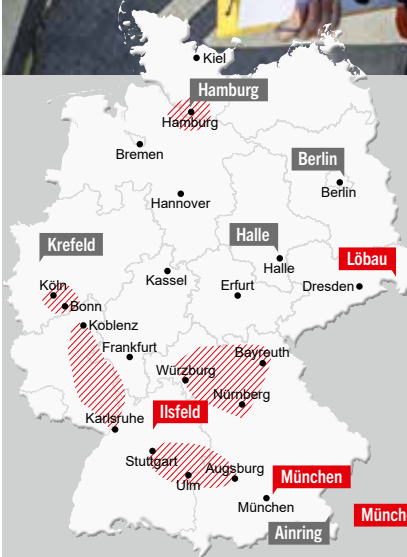 Kiel
Hamburg
Hamburg
Bremen
Berlin
Berlin
Hannover
Krefeld
Halle
Halle
Löbau
Köln
Bonn
Kassel
Erfurt
Dresden
Koblenz
Frankfurt
Würzburg
Bayreuth
Nürnberg
Karlsruhe
Ilsfeld
Stuttgart
Ulm
Augsburg
München
München
Münch
Ainring